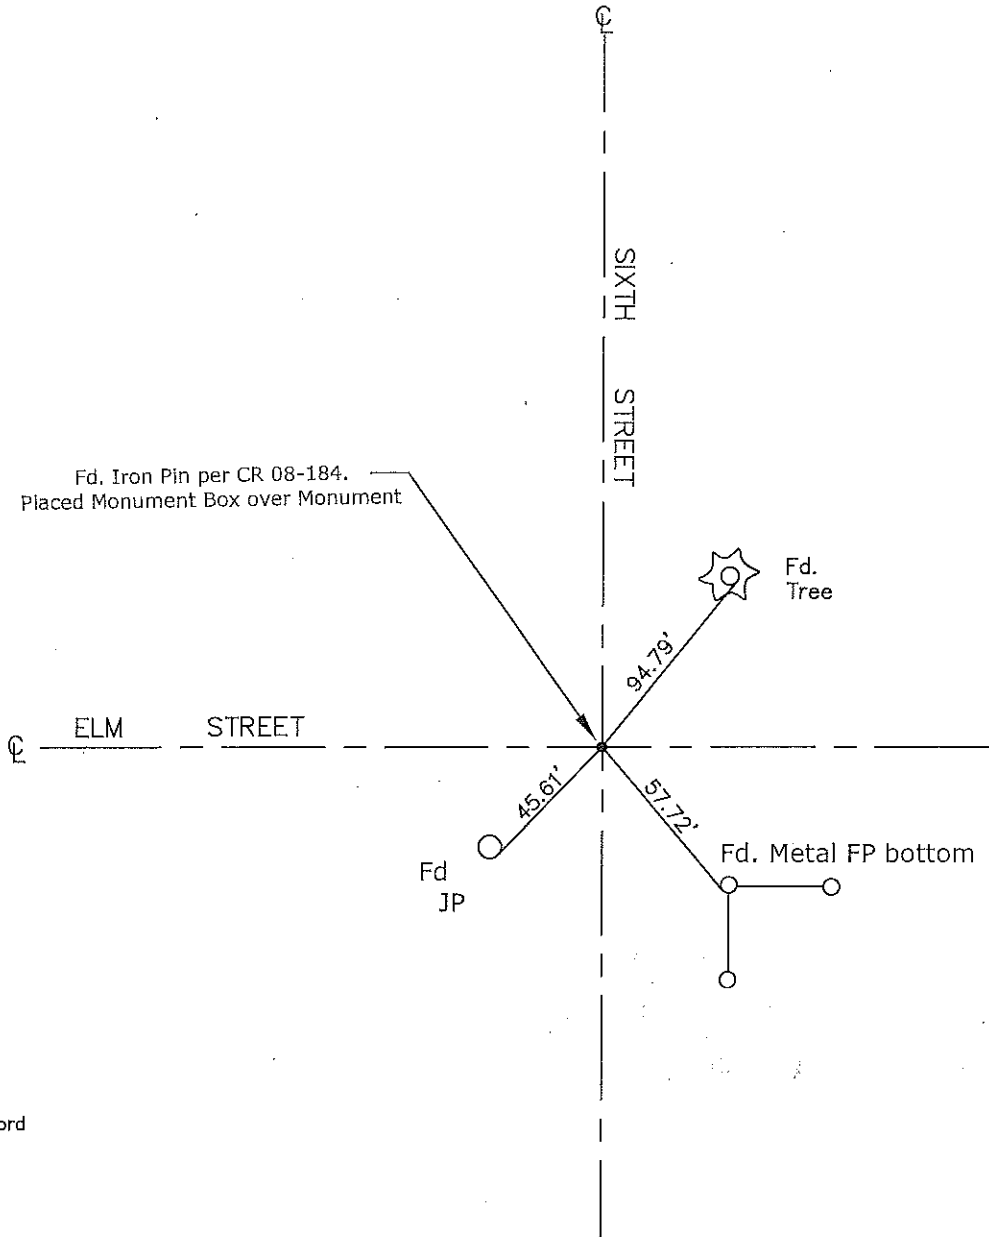 ℄
SIXTH STREET
Fd. Iron Pin per CR 08-184.
Placed Monument Box over Monument
Fd.
Tree
94.79'
℄ ELM STREET
45.61'
57.72'
Fd. Metal FP bottom
Fd
JP
ord